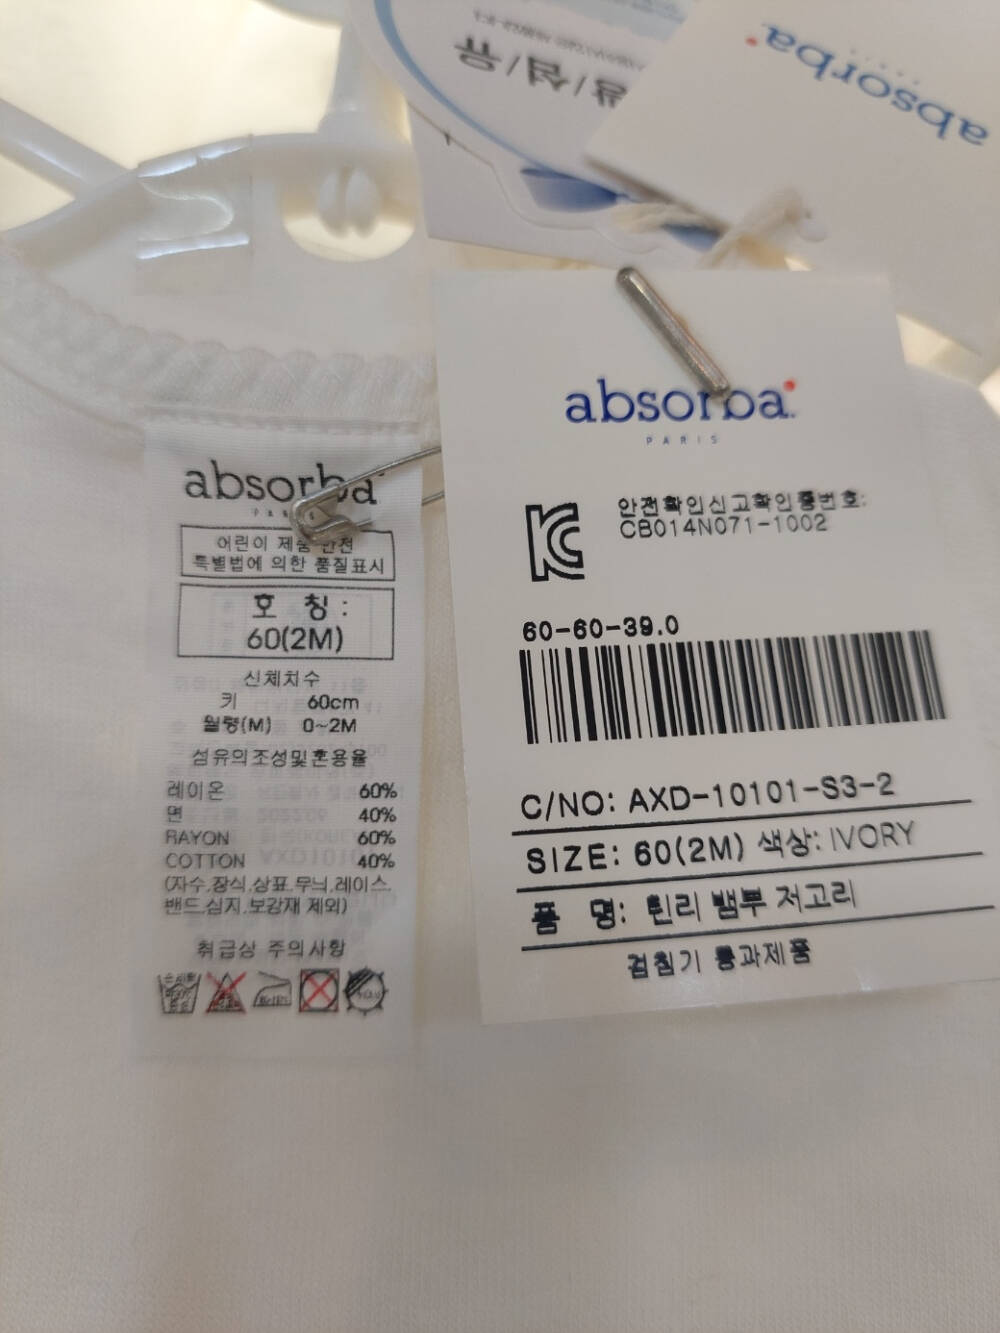 유/섬/
absorba
absorba
PARIS
어린이 제품 안전
특별법에 의한 품질표시
호 칭:
60(2M)
신체치수
키 60cm
월령(M) 0~2M
섬유의조성및혼용율
레이온 60%
면 40%
RAYON 60%
COTTON 40%
(자수,장식,상표,무늬,레이스,
밴드,심지,보강재 제외)
취급상 주의사항
absorba
PARIS
안전확인신고확인증번호:
CB014N071-1002
60-60-39.0
C/NO: AXD-10101-S3-2
SIZE: 60(2M) 색상: IVORY
품 명: 린리 뱀부 저고리
검침기 통과제품